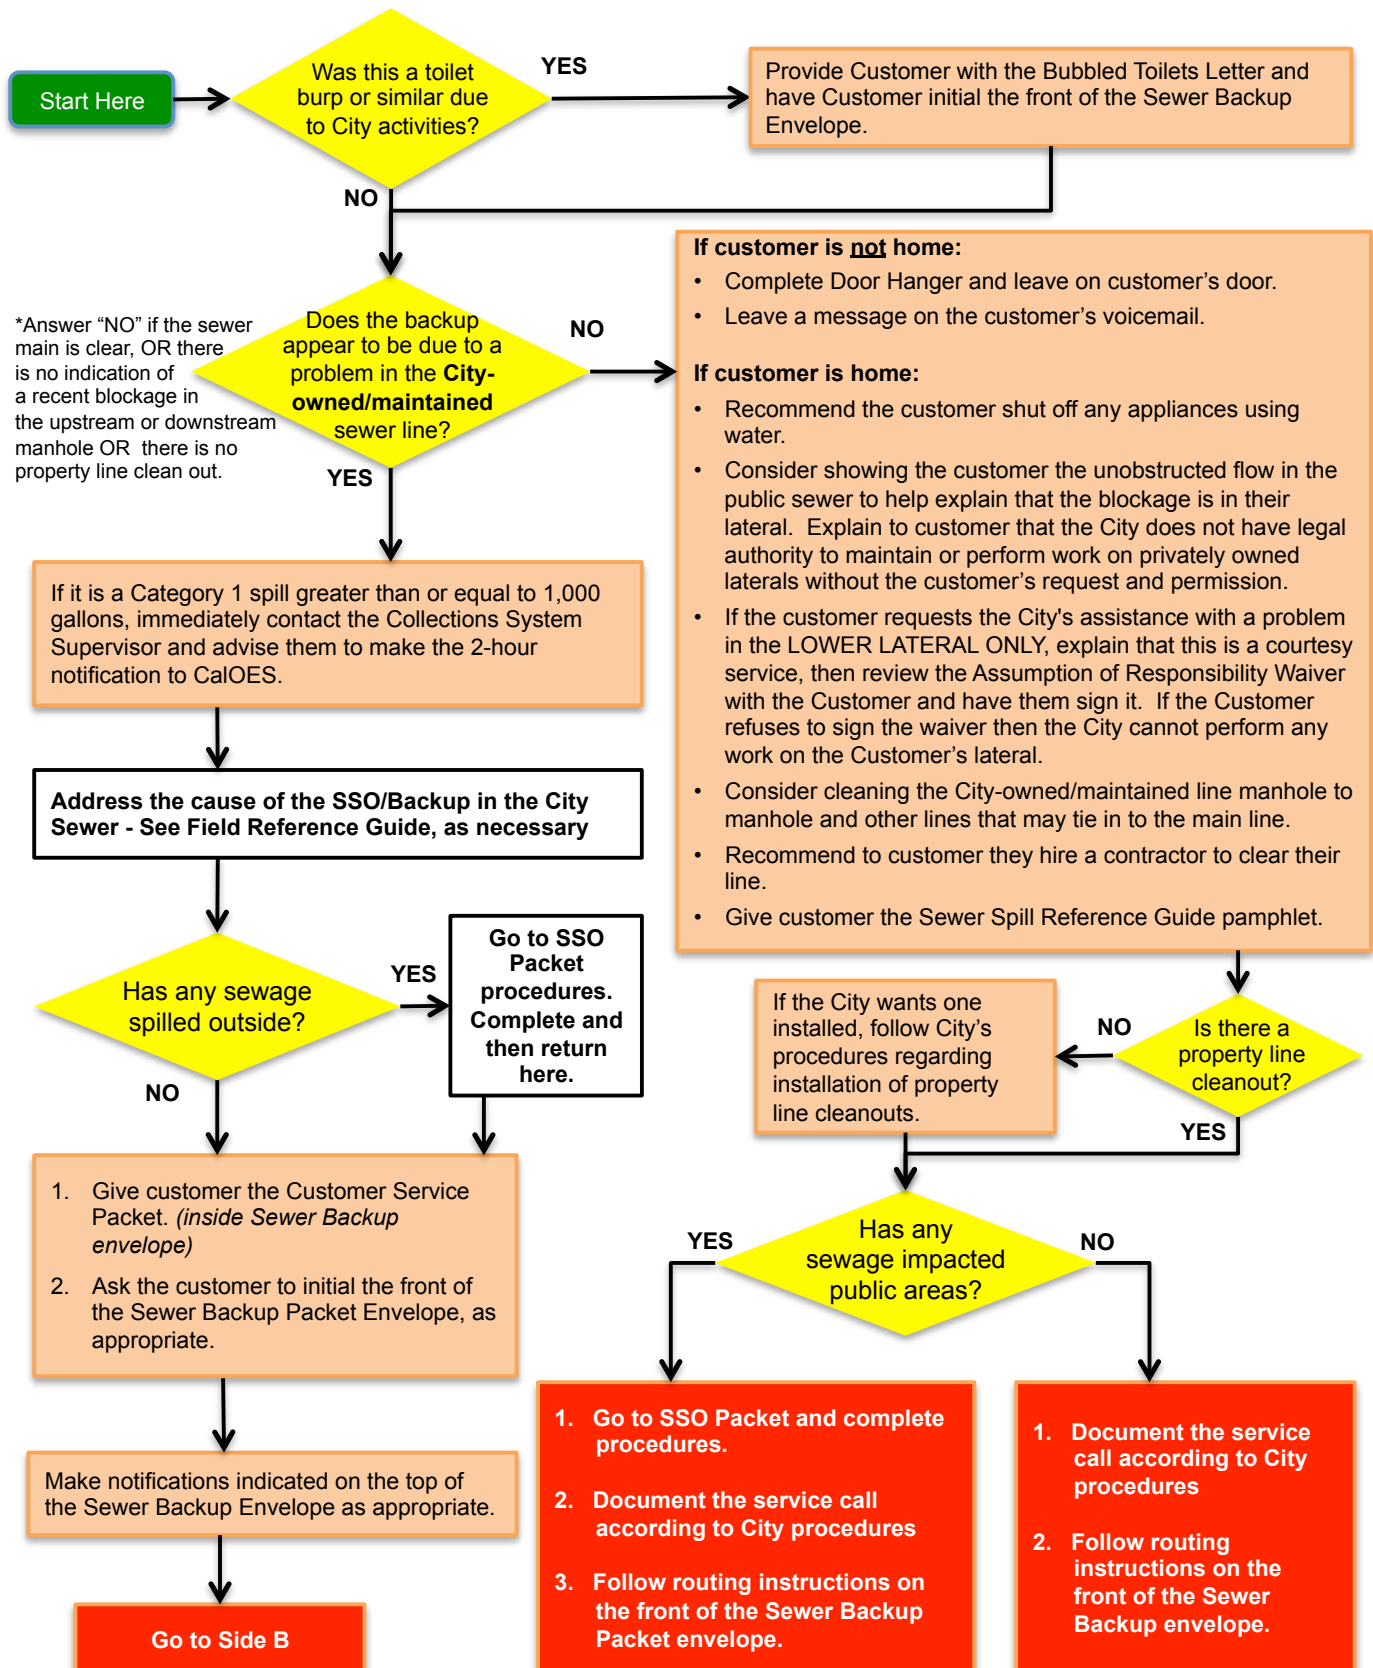 Start Here
Was this a toilet
burp or similar due
to City activities?
YES
Provide Customer with the Bubbled Toilets Letter and
have Customer initial the front of the Sewer Backup
Envelope.
NO
*Answer “NO” if the sewer
main is clear, OR there
is no indication of
a recent blockage in
the upstream or downstream
manhole OR  there is no
property line clean out.
Does the backup
appear to be due to a
problem in the City-
owned/maintained
sewer line?
NO
YES
If customer is not home:
• Complete Door Hanger and leave on customer’s door.
• Leave a message on the customer’s voicemail.
If customer is home:
• Recommend the customer shut off any appliances using
water.
• Consider showing the customer the unobstructed flow in the
public sewer to help explain that the blockage is in their
lateral.  Explain to customer that the City does not have legal
authority to maintain or perform work on privately owned
laterals without the customer’s request and permission.
• If the customer requests the City's assistance with a problem
in the LOWER LATERAL ONLY, explain that this is a courtesy
service, then review the Assumption of Responsibility Waiver
with the Customer and have them sign it.  If the Customer
refuses to sign the waiver then the City cannot perform any
work on the Customer’s lateral.
• Consider cleaning the City-owned/maintained line manhole to
manhole and other lines that may tie in to the main line.
• Recommend to customer they hire a contractor to clear their
line.
• Give customer the Sewer Spill Reference Guide pamphlet.
If it is a Category 1 spill greater than or equal to 1,000
gallons, immediately contact the Collections System
Supervisor and advise them to make the 2-hour
notification to CalOES.
Address the cause of the SSO/Backup in the City
Sewer - See Field Reference Guide, as necessary
Has any sewage
spilled outside?
YES
NO
Go to SSO
Packet
procedures.
Complete and
then return
here.
1. Give customer the Customer Service
Packet. (inside Sewer Backup
envelope)
2. Ask the customer to initial the front of
the Sewer Backup Packet Envelope, as
appropriate.
Make notifications indicated on the top of
the Sewer Backup Envelope as appropriate.
Go to Side B
Is there a
property line
cleanout?
NO
YES
If the City wants one
installed, follow City’s
procedures regarding
installation of property
line cleanouts.
Has any
sewage impacted
public areas?
YES
NO
1. Go to SSO Packet and complete
procedures.
2. Document the service call
according to City procedures
3. Follow routing instructions on
the front of the Sewer Backup
Packet envelope.
1. Document the service
call according to City
procedures
2. Follow routing
instructions on the
front of the Sewer
Backup envelope.